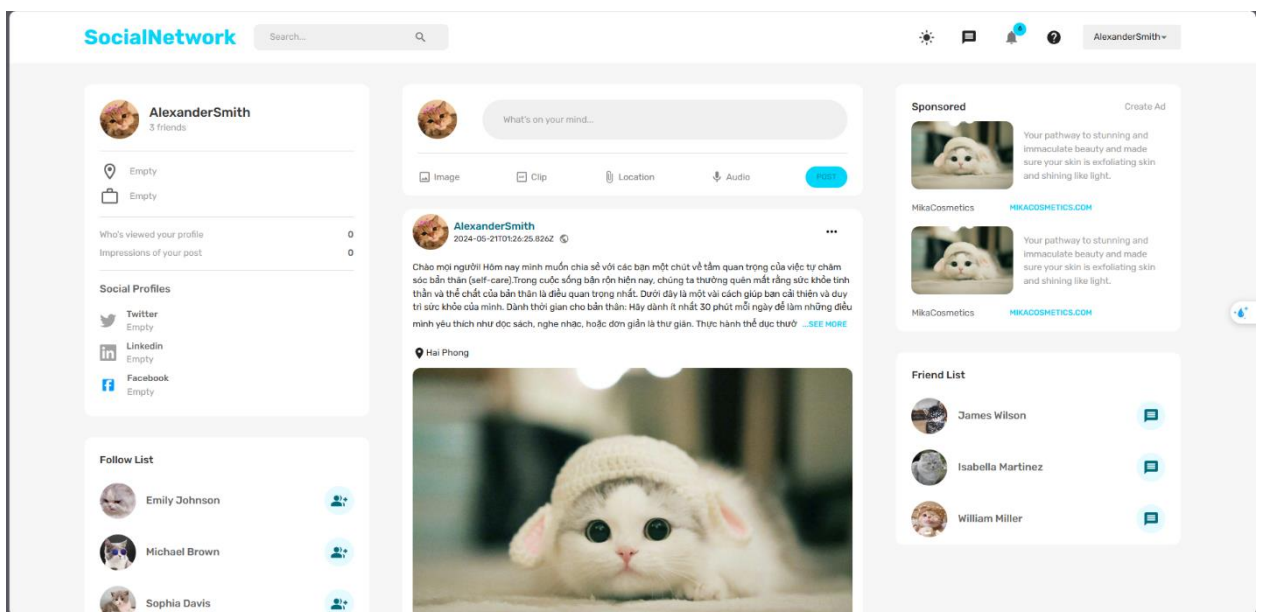 SocialNetwork
Search...
AlexanderSmith
AlexanderSmith
3 friends
Empty
Empty
Who's viewed your profile 0
Impressions of your post 0
Social Profiles
Twitter
Empty
Linkedin
Empty
Facebook
Empty
Follow List
Emily Johnson
Michael Brown
Sophia Davis
What's on your mind...
Image
Clip
Location
Audio
POST
AlexanderSmith
2024-05-21T01:26:25.826Z
Chào mọi người! Hôm nay mình muốn chia sẻ với các bạn một chút về tầm quan trọng của việc tự chăm
sóc bản thân (self-care).Trong cuộc sống bận rộn hiện nay, chúng ta thường quên mất rằng sức khỏe tinh
thần và thể chất của bản thân là điều quan trọng nhất. Dưới đây là một vài cách giúp bạn cải thiện và duy
trì sức khỏe của mình. Dành thời gian cho bản thân: Hãy dành ít nhất 30 phút mỗi ngày để làm những điều
mình yêu thích như đọc sách, nghe nhạc, hoặc đơn giản là thư giãn. Thực hành thể dục thườ ...SEE MORE
Hai Phong
Sponsored
Create Ad
Your pathway to stunning and
immaculate beauty and made
sure your skin is exfoliating skin
and shining like light.
MikaCosmetics
MIKACOSMETICS.COM
Your pathway to stunning and
immaculate beauty and made
sure your skin is exfoliating skin
and shining like light.
MikaCosmetics
MIKACOSMETICS.COM
Friend List
James Wilson
Isabella Martinez
William Miller